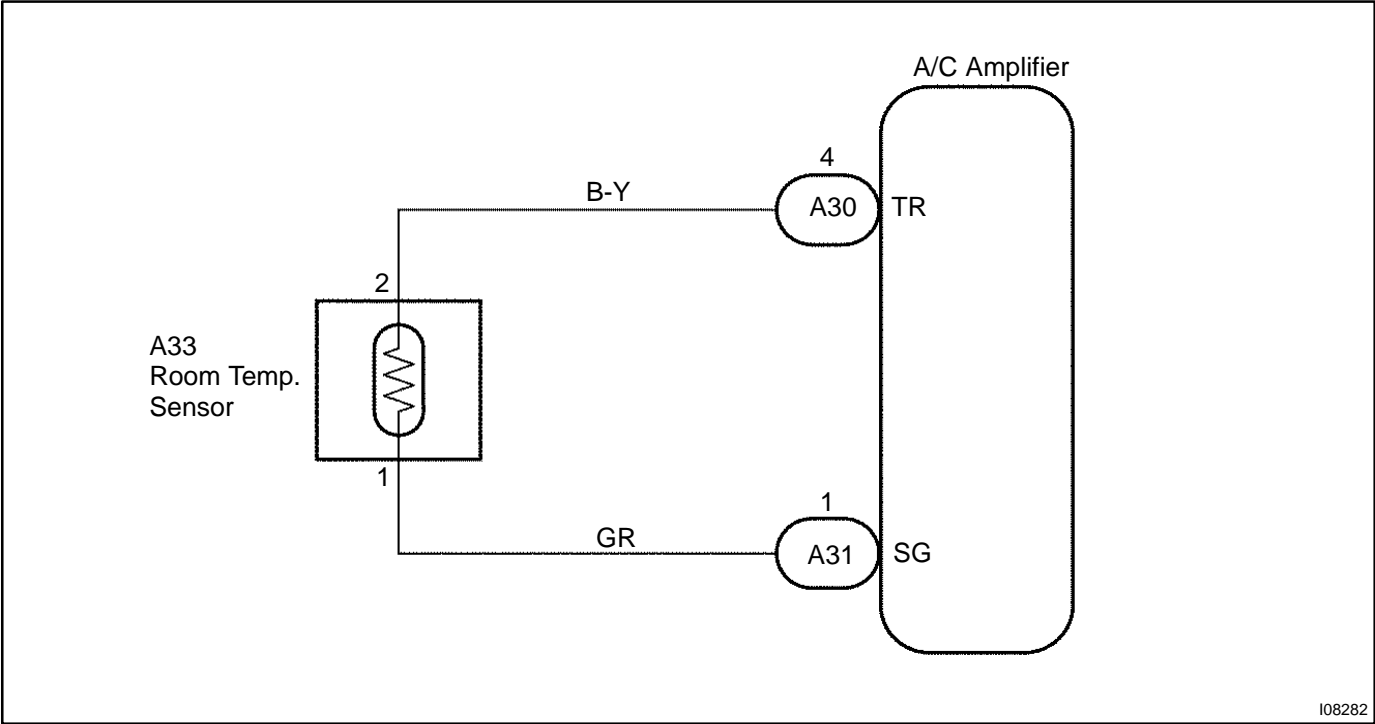 A/C Amplifier
4
B-Y
A30
TR
2
A33
Room Temp.
Sensor
1
1
GR
A31
SG
I08282